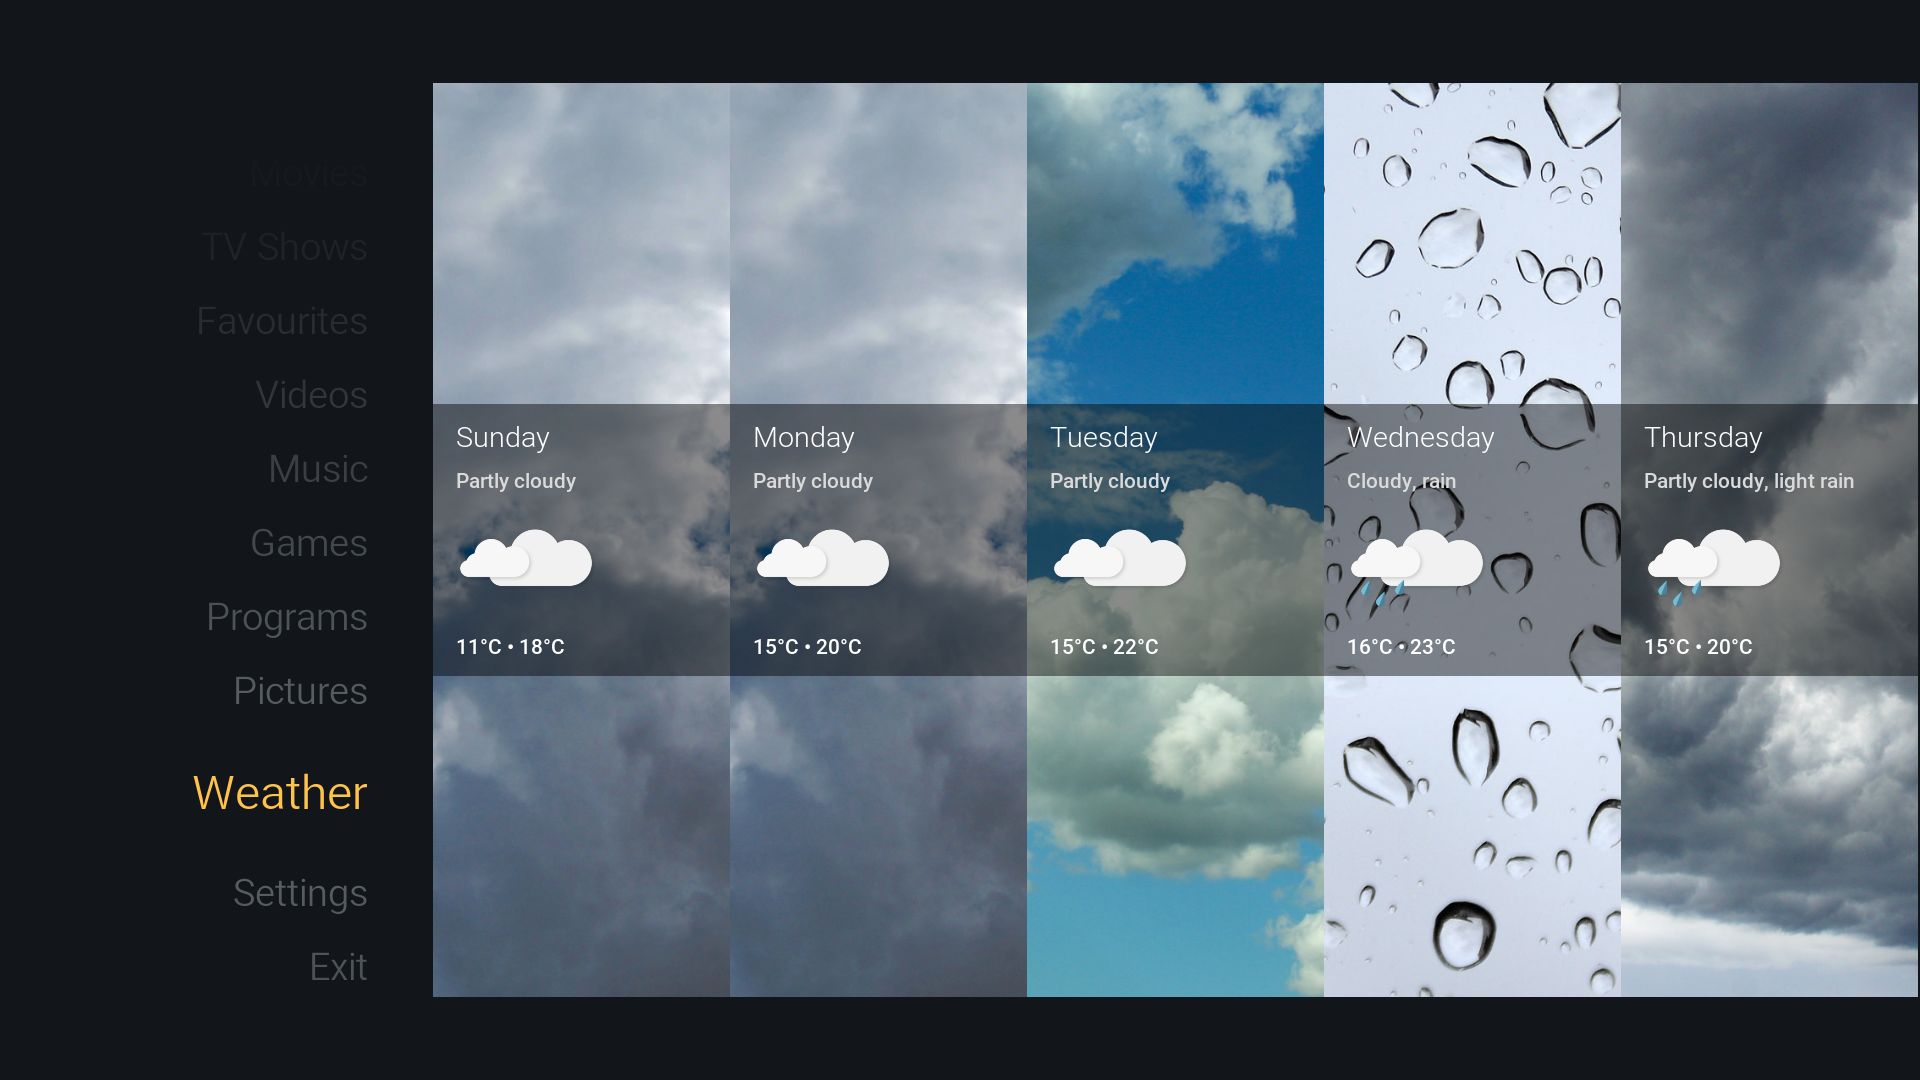 Movies
TV Shows
Favourites
Videos
Music
Games
Programs
Pictures
Weather
Settings
Exit
Sunday
Partly cloudy
11°C • 18°C
Monday
Partly cloudy
15°C • 20°C
Tuesday
Partly cloudy
15°C • 22°C
Wednesday
Cloudy, rain
16°C • 23°C
Thursday
Partly cloudy, light rain
15°C • 20°C